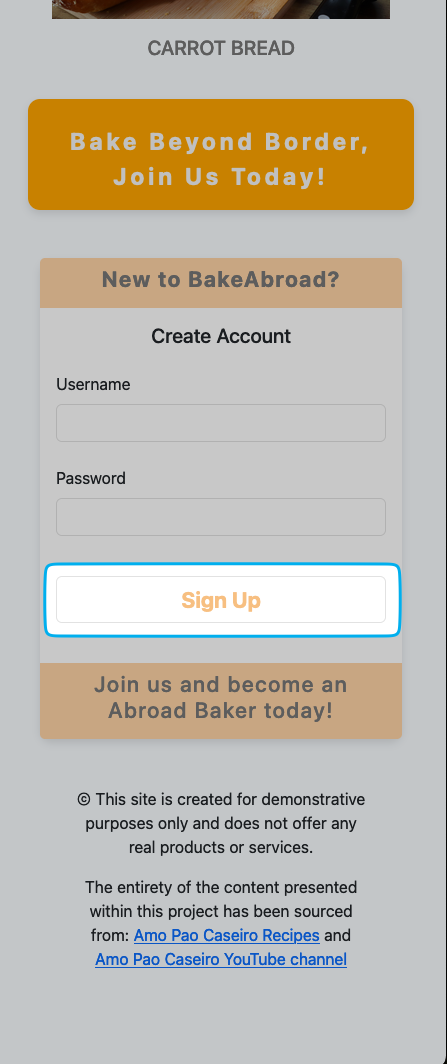 CARROT BREAD
Bake Beyond Border,
Join Us Today!
New to BakeAbroad?
Create Account
Username
Password
Sign Up
Join us and become an
Abroad Baker today!
© This site is created for demonstrative
purposes only and does not offer any
real products or services.
The entirety of the content presented
within this project has been sourced
from: Amo Pao Caseiro Recipes and
Amo Pao Caseiro YouTube channel